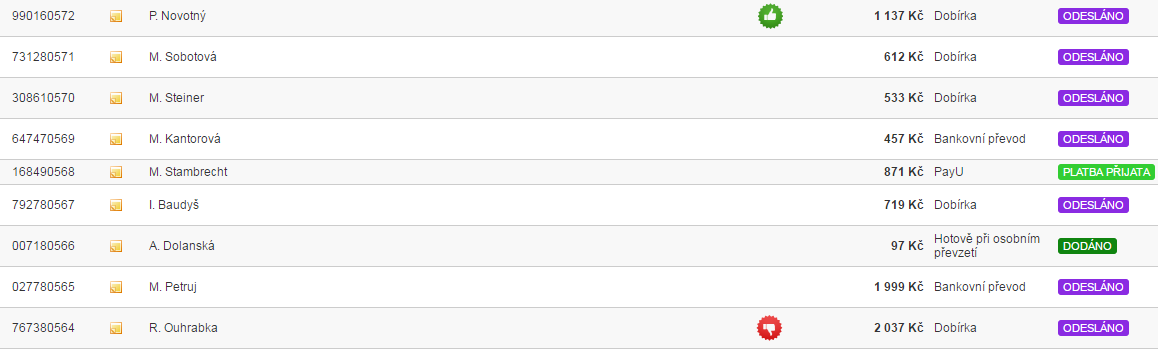 990160572 P. Novotný 1 137 Kč Dobírka ODESLÁNO
731280571 M. Sobotová 612 Kč Dobírka ODESLÁNO
308610570 M. Steiner 533 Kč Dobírka ODESLÁNO
647470569 M. Kantorová 457 Kč Bankovní převod ODESLÁNO
168490568 M. Stambrecht 871 Kč PayU PLATBA PŘIJATA
792780567 I. Baudyš 719 Kč Dobírka ODESLÁNO
007180566 A. Dolanská 97 Kč Hotově při osobním
převzetí DODÁNO
027780565 M. Petruj 1 999 Kč Bankovní převod ODESLÁNO
767380564 R. Ouhrabka 2 037 Kč Dobírka ODESLÁNO